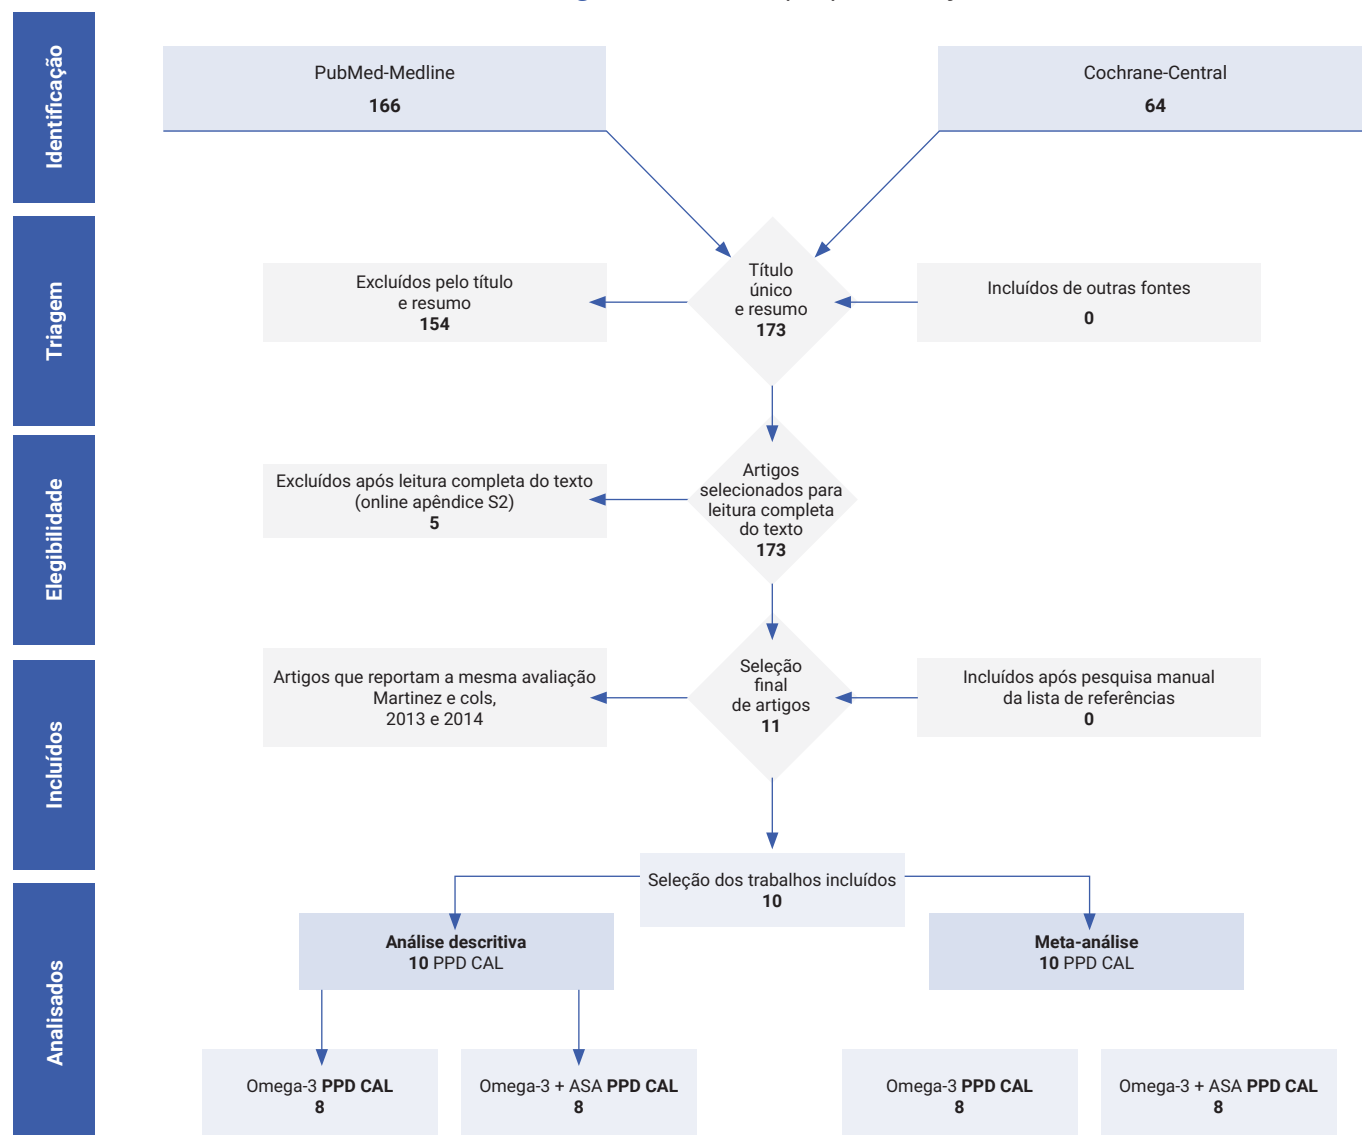 Identificação
PubMed-Medline
166
Cochrane-Central
64
Triagem
Excluídos pelo título
e resumo
154
Título
único
e resumo
173
Incluídos de outras fontes
0
Elegibilidade
Excluídos após leitura completa do texto
(online apêndice S2)
5
Artigos
selecionados para
leitura completa
do texto
173
Incluídos
Artigos que reportam a mesma avaliação
Martinez e cols,
2013 e 2014
Seleção
final
de artigos
11
Incluídos após pesquisa manual
da lista de referências
0
Analisados
Seleção dos trabalhos incluídos
10
Análise descritiva
10 PPD CAL
Meta-análise
10 PPD CAL
Omega-3 PPD CAL
8
Omega-3 + ASA PPD CAL
8
Omega-3 PPD CAL
8
Omega-3 + ASA PPD CAL
8